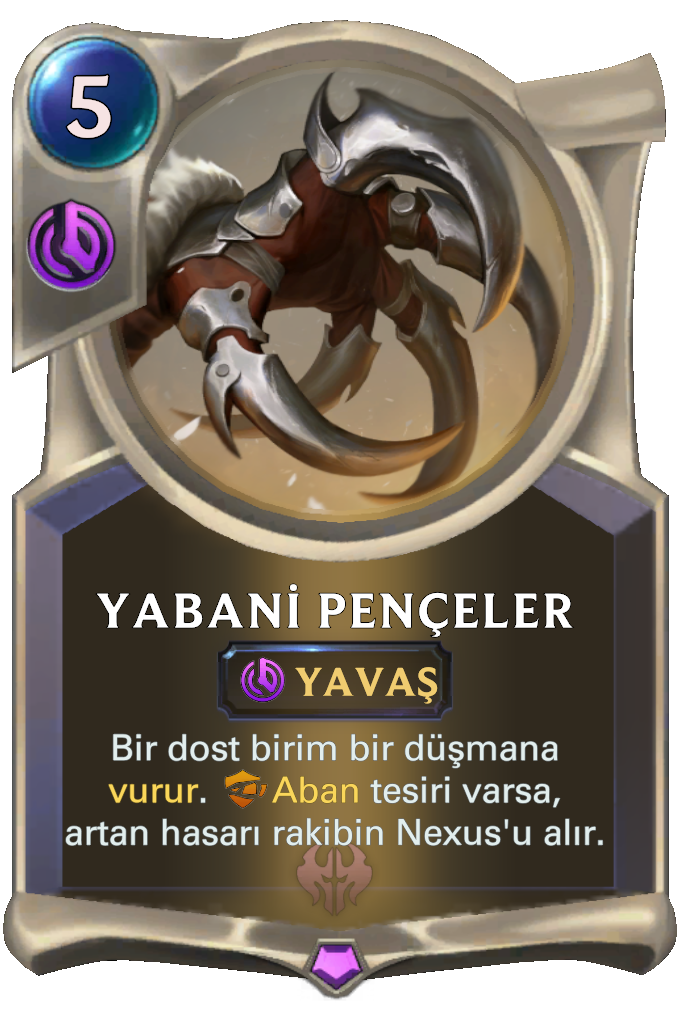 5
YABANİ PENÇELER
YAVAŞ
Bir dost birim bir düşmana
vurur. Aban tesiri varsa,
artan hasarı rakibin Nexus'u alır.